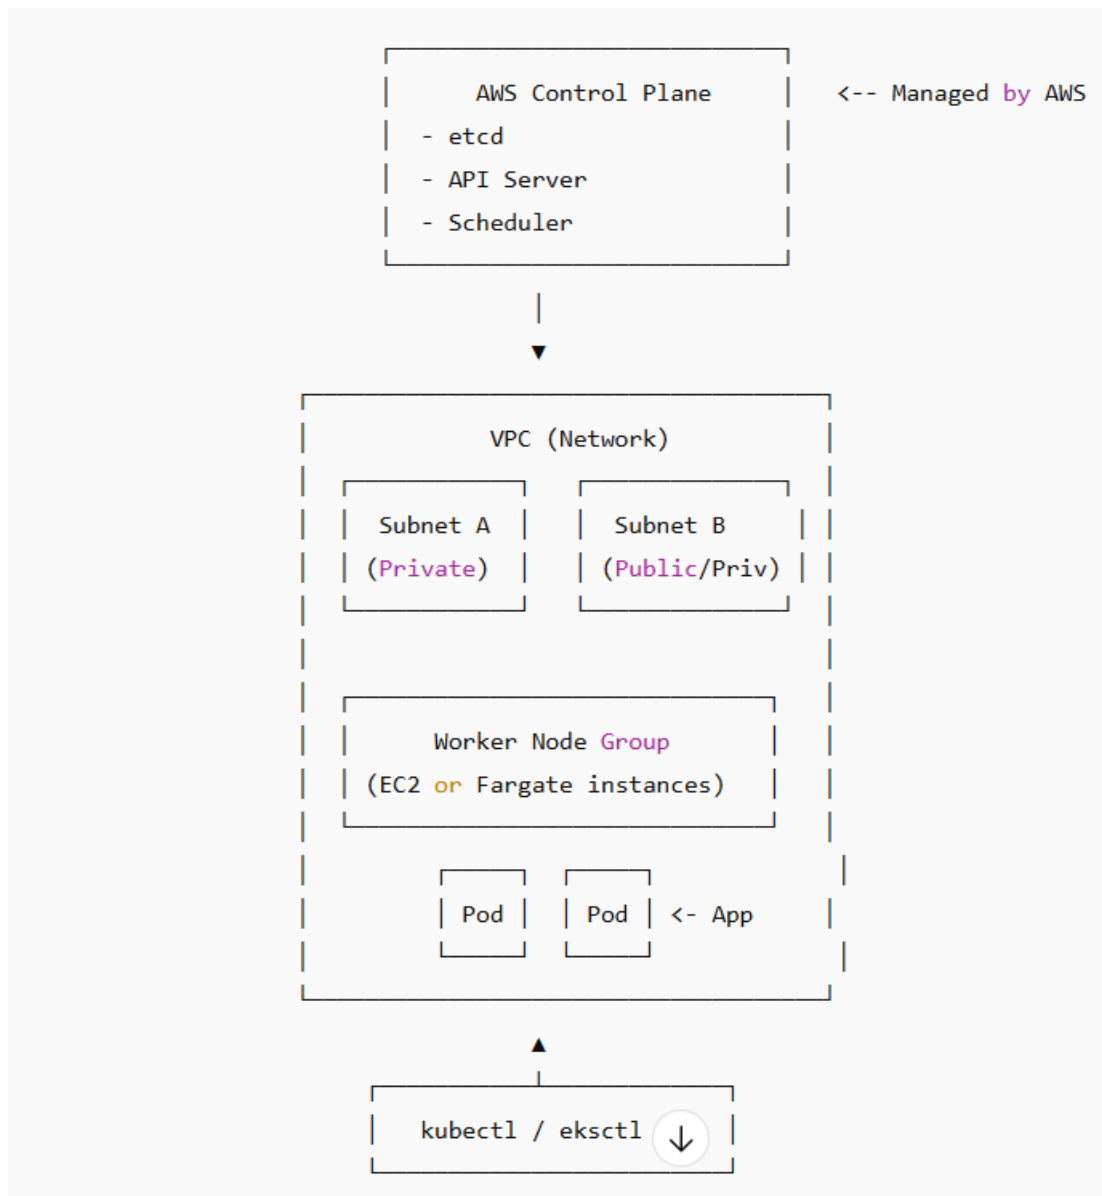 AWS Control Plane <-- Managed by AWS
- etcd
- API Server
- Scheduler
VPC (Network)
Subnet A Subnet B
(Private) (Public/Priv)
Worker Node Group
(EC2 or Fargate instances)
Pod Pod <- App
kubectl / eksctl